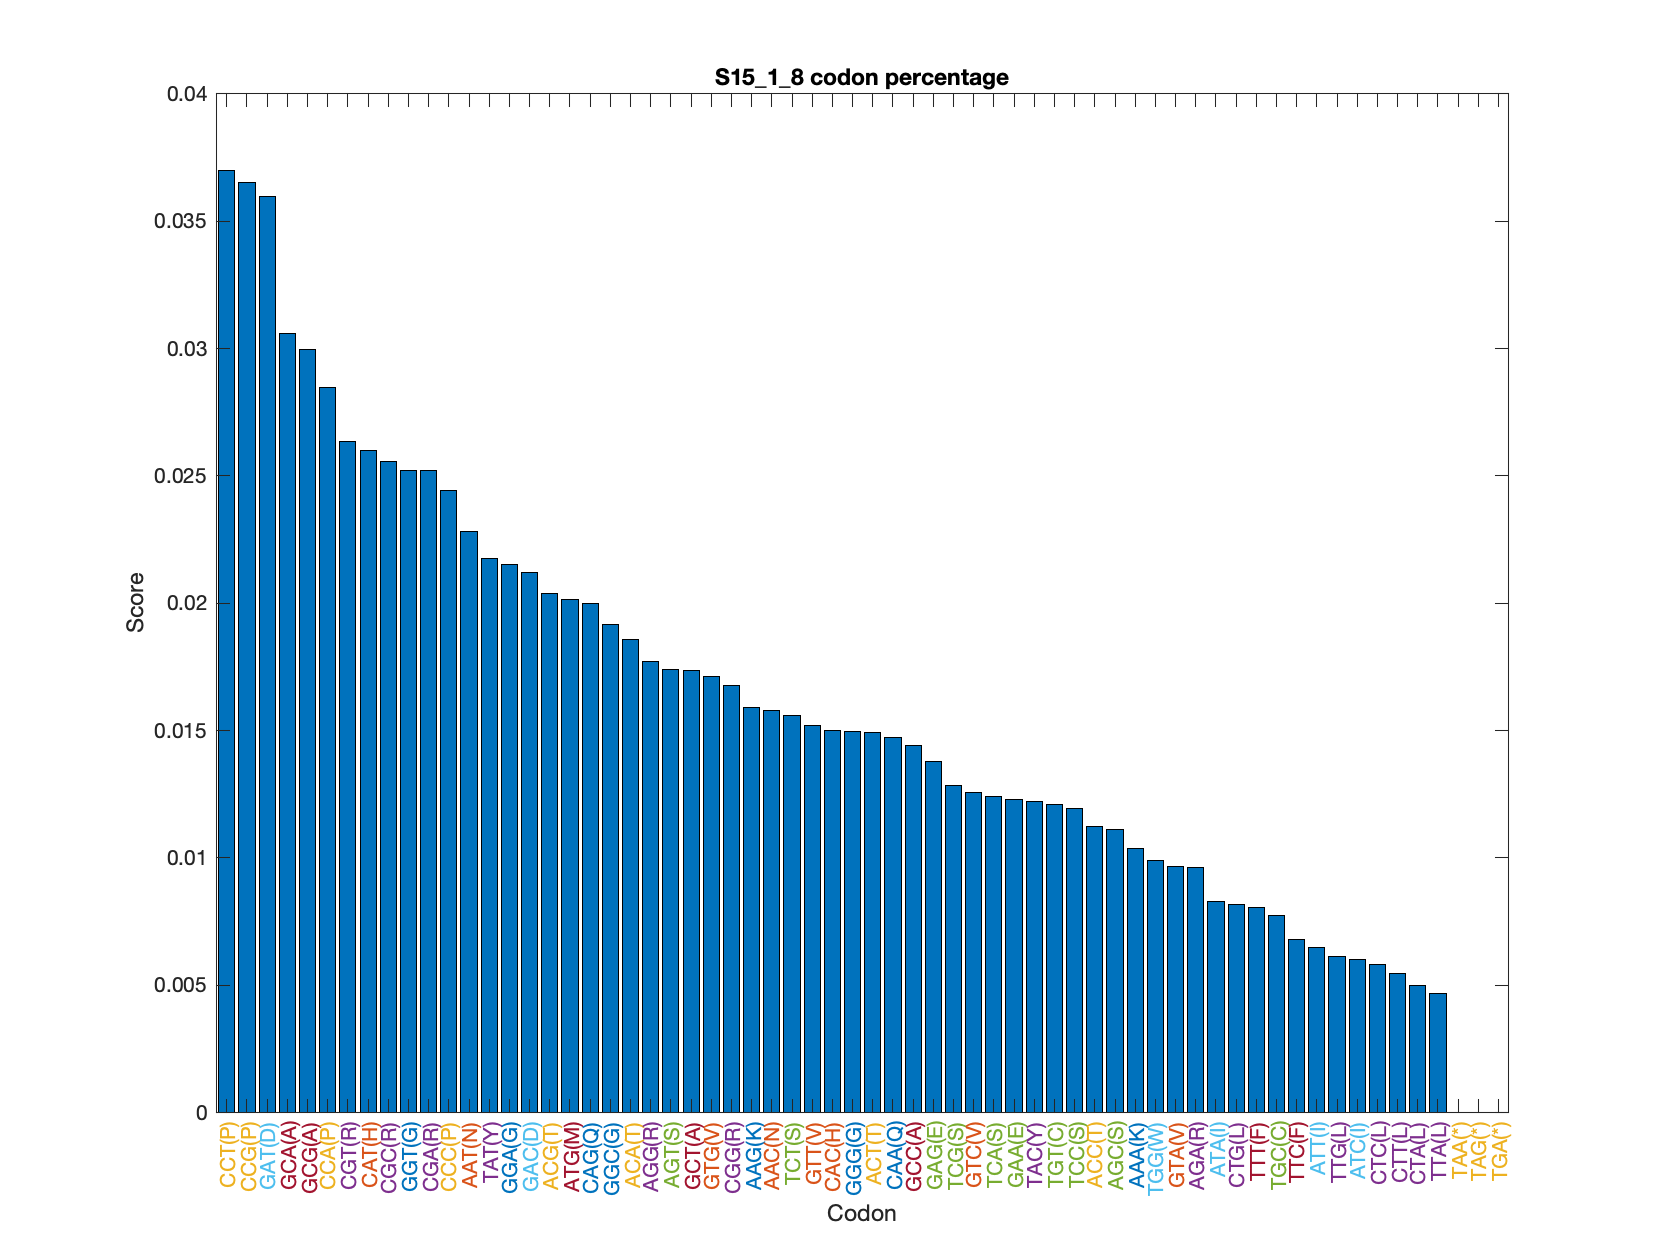 S15_1_8 codon percentage
0.04
0.035
0.03
0.025
0.02
0.015
0.01
0.005
0
Score
CCT(P)
CCG(P)
GAT(D)
GCA(A)
GCG(A)
CCA(P)
CGT(R)
CAT(H)
CGC(R)
GGT(G)
CGA(R)
CCC(P)
AAT(N)
TAT(Y)
GGA(G)
GAC(D)
ACG(T)
ATG(M)
CAG(Q)
GGC(G)
ACA(T)
AGG(R)
AGT(S)
GCT(A)
GTG(V)
CGG(R)
AAG(K)
AAC(N)
TCT(S)
GTT(V)
CAC(H)
GGG(G)
ACT(T)
CAA(Q)
GCC(A)
GAG(E)
TCG(S)
GTC(V)
TCA(S)
GAA(E)
TAC(Y)
TGT(C)
TCC(S)
ACC(T)
AGC(S)
AAA(K)
TGG(W)
GTA(V)
AGA(R)
ATA(I)
CTG(L)
TTT(F)
TGC(C)
TTC(F)
ATT(I)
TTG(L)
ATC(I)
CTC(L)
CTT(L)
CTA(L)
TTA(L)
TAA(*)
TAG(*)
TGA(*)
Codon